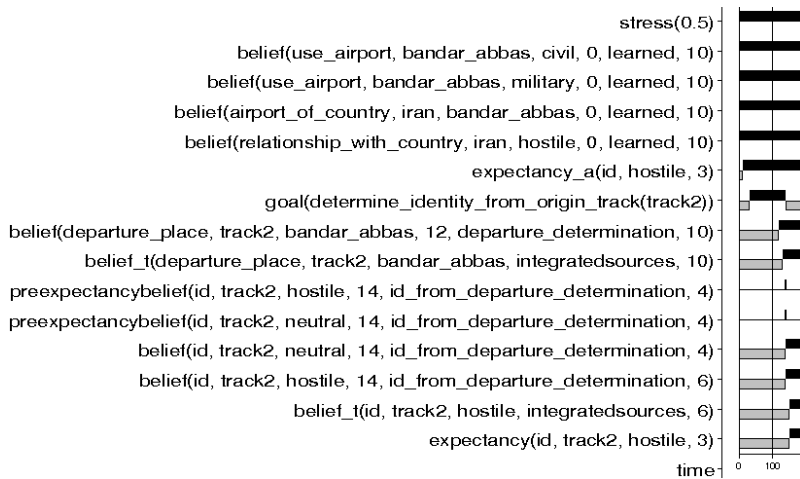 stress(0.5)
belief(use_airport, bandar_abbas, civil, 0, learned, 10)
belief(use_airport, bandar_abbas, military, 0, learned, 10)
belief(airport_of_country, iran, bandar_abbas, 0, learned, 10)
belief(relationship_with_country, iran, hostile, 0, learned, 10)
expectancy_a(id, hostile, 3)
goal(determine_identity_from_origin_track(track2))
belief(departure_place, track2, bandar_abbas, 12, departure_determination, 10)
belief_t(departure_place, track2, bandar_abbas, integratedsources, 10)
preexpectancybelief(id, track2, hostile, 14, id_from_departure_determination, 4)
preexpectancybelief(id, track2, neutral, 14, id_from_departure_determination, 4)
belief(id, track2, neutral, 14, id_from_departure_determination, 4)
belief(id, track2, hostile, 14, id_from_departure_determination, 6)
belief_t(id, track2, hostile, integratedsources, 6)
expectancy(id, track2, hostile, 3)
time 0 100